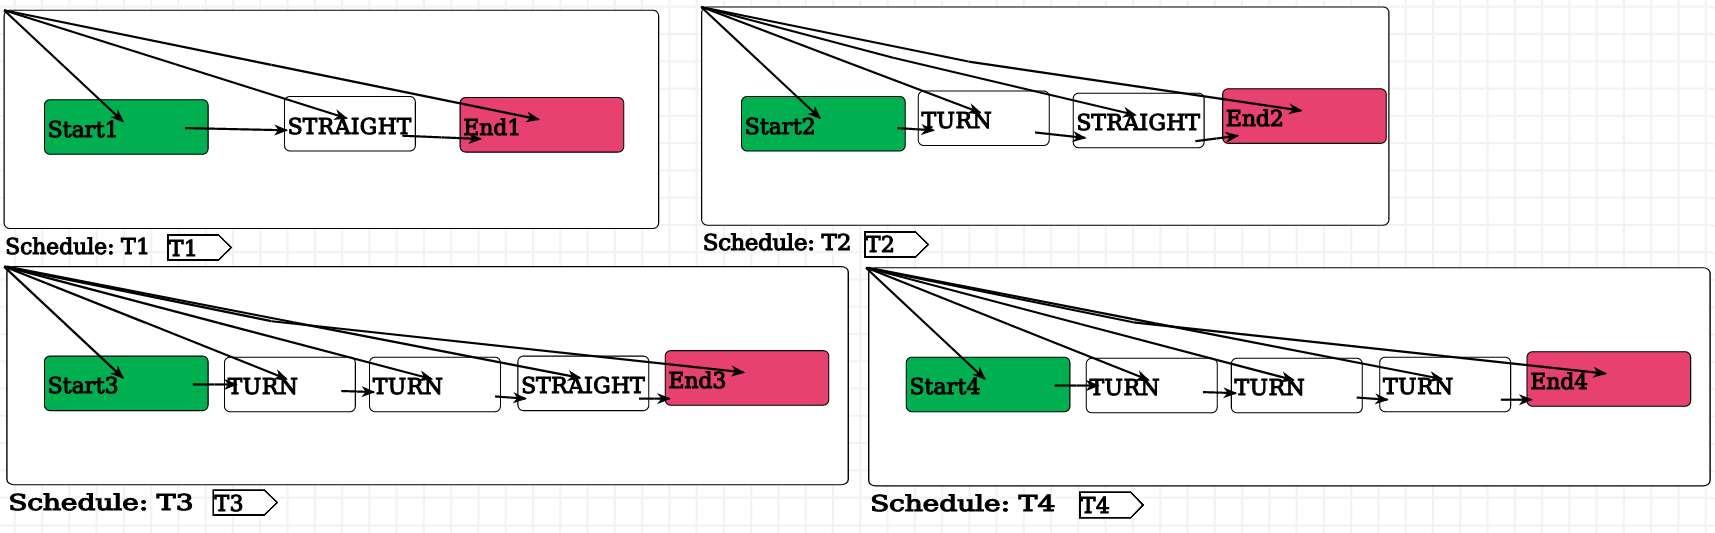 Start1
STRAIGHT
End1
Schedule: T1
T1
Start2
TURN
STRAIGHT
End2
Schedule: T2
T2
Start3
TURN
TURN
STRAIGHT
End3
Schedule: T3
T3
Start4
TURN
TURN
TURN
End4
Schedule: T4
T4